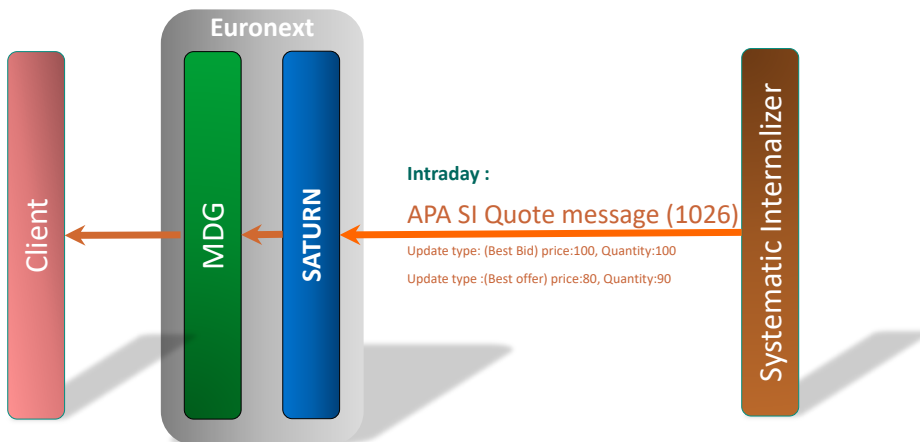 Euronext
Client
MDG
SATURN
Intraday :
APA SI Quote message (1026)
Update type: (Best Bid) price:100, Quantity:100
Update type :(Best offer) price:80, Quantity:90
Systematic Internalizer